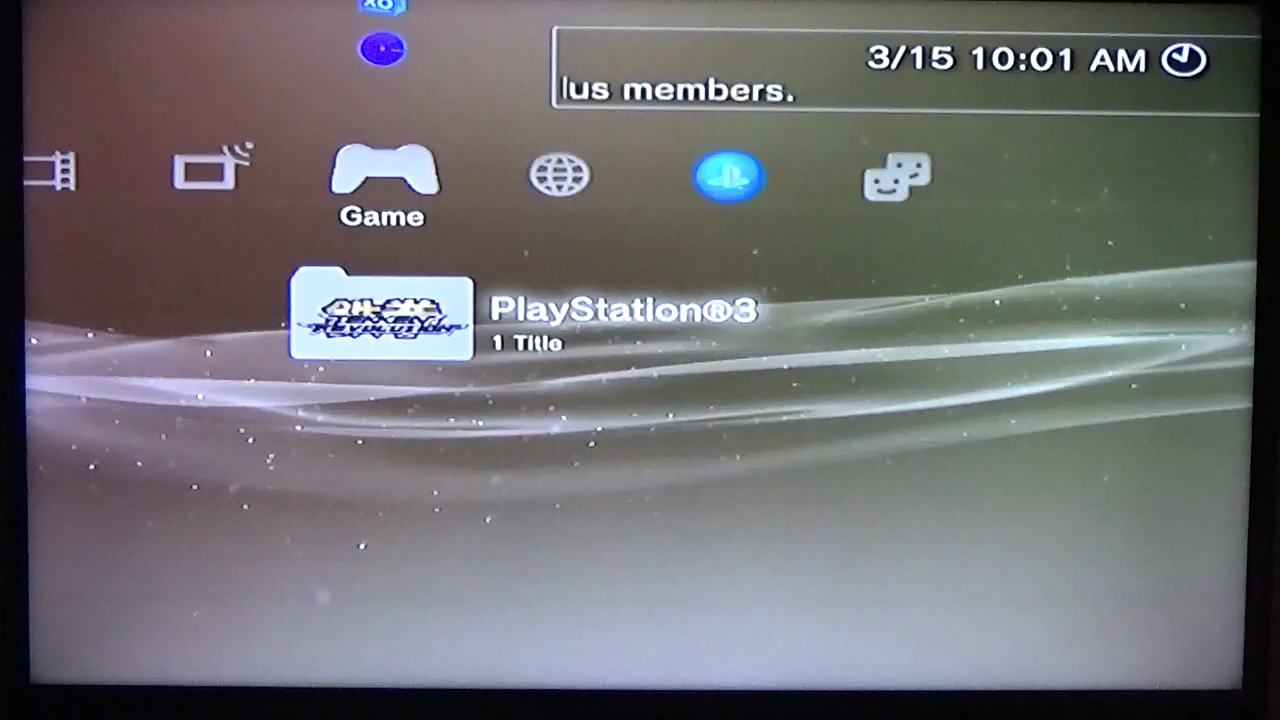 3/15 10:01 AM
lus members.
Game
PlayStation®3
1 Title